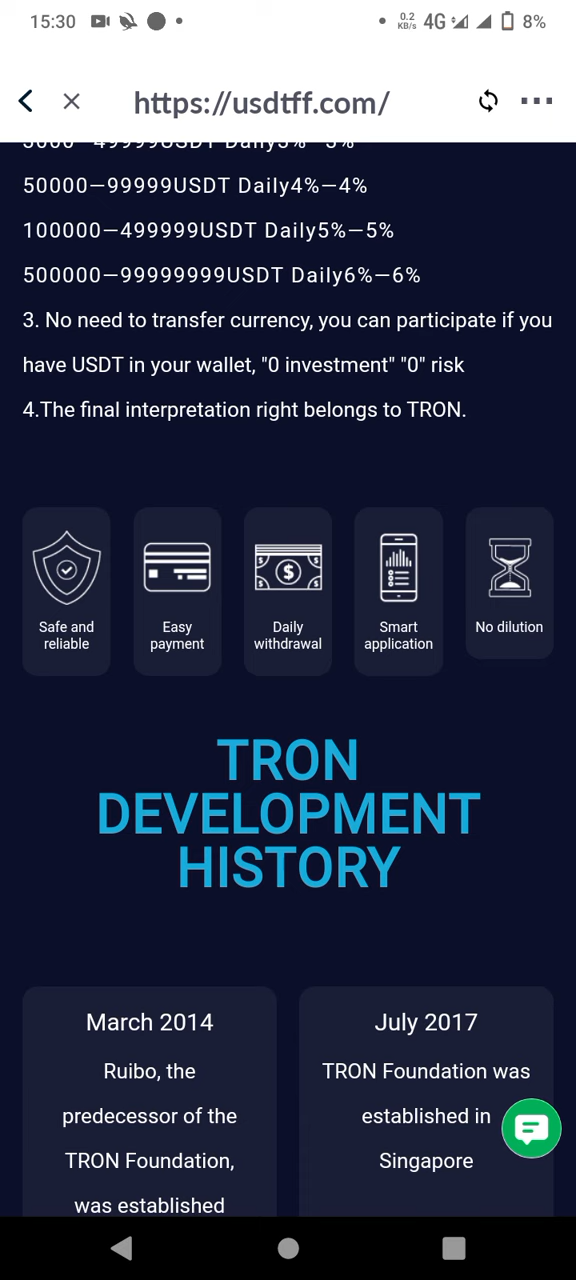 15:30
0.2
KB/s
4G
8%
https://usdtff.com/
50000—99999USDT Daily4%—4%
100000—499999USDT Daily5%—5%
500000—99999999USDT Daily6%—6%
3. No need to transfer currency, you can participate if you
have USDT in your wallet, "0 investment" "0" risk
4.The final interpretation right belongs to TRON.
Safe and
reliable
Easy
payment
Daily
withdrawal
Smart
application
No dilution
TRON
DEVELOPMENT
HISTORY
March 2014
Ruibo, the
predecessor of the
TRON Foundation,
was established
July 2017
TRON Foundation was
established in
Singapore